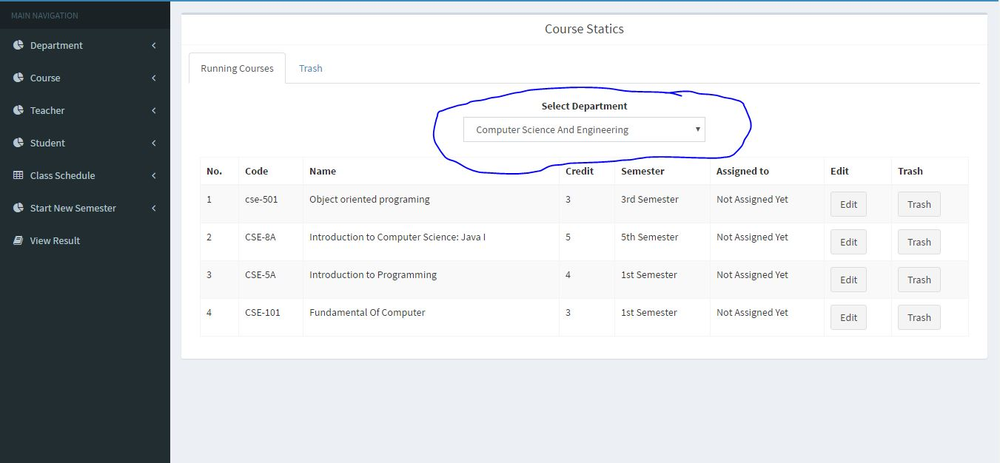 MAIN NAVIGATION
Department
Course
Teacher
Student
Class Schedule
Start New Semester
View Result
Course Statics
Running Courses Trash
Select Department
Computer Science And Engineering
No. Code Name Credit Semester Assigned to Edit Trash
1 cse-501 Object oriented programing 3 3rd Semester Not Assigned Yet Edit Trash
2 CSE-8A Introduction to Computer Science: Java I 5 5th Semester Not Assigned Yet Edit Trash
3 CSE-5A Introduction to Programming 4 1st Semester Not Assigned Yet Edit Trash
4 CSE-101 Fundamental Of Computer 3 1st Semester Not Assigned Yet Edit Trash